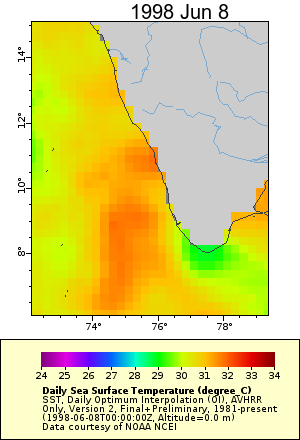 1998 Jun 8
14°
12°
10°
8°
74° 76° 78°
24 25 26 27 28 29 30 31 32 33 34
Daily Sea Surface Temperature (degree_C)
SST, Daily Optimum Interpolation (OI), AVHRR
Only, Version 2, Final+Preliminary, 1981-present
(1998-06-08T00:00:00Z, Altitude=0.0 m)
Data courtesy of NOAA NCEI